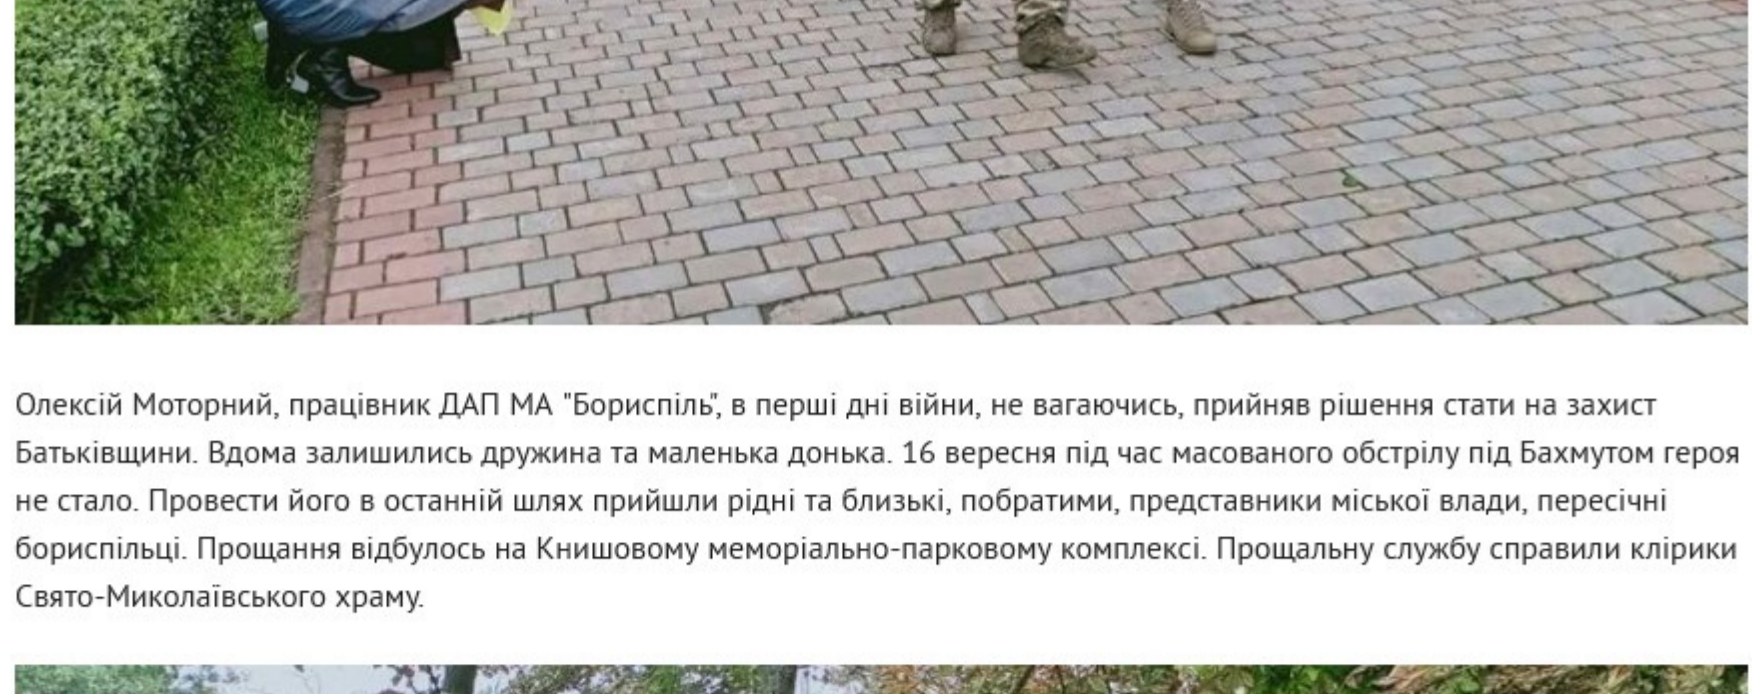 Олексій Моторний, працівник ДАП МА "Бориспіль", в перші дні війни, не вагаючись, прийняв рішення стати на захист
Батьківщини. Вдома залишились дружина та маленька донька. 16 вересня під час масованого обстрілу під Бахмутом героя
не стало. Провести його в останній шлях прийшли рідні та близькі, побратими, представники міської влади, пересічні
бориспільці. Прощання відбулось на Книшовому меморіально-парковому комплексі. Прощальну службу справили клірики
Свято-Миколаївського храму.